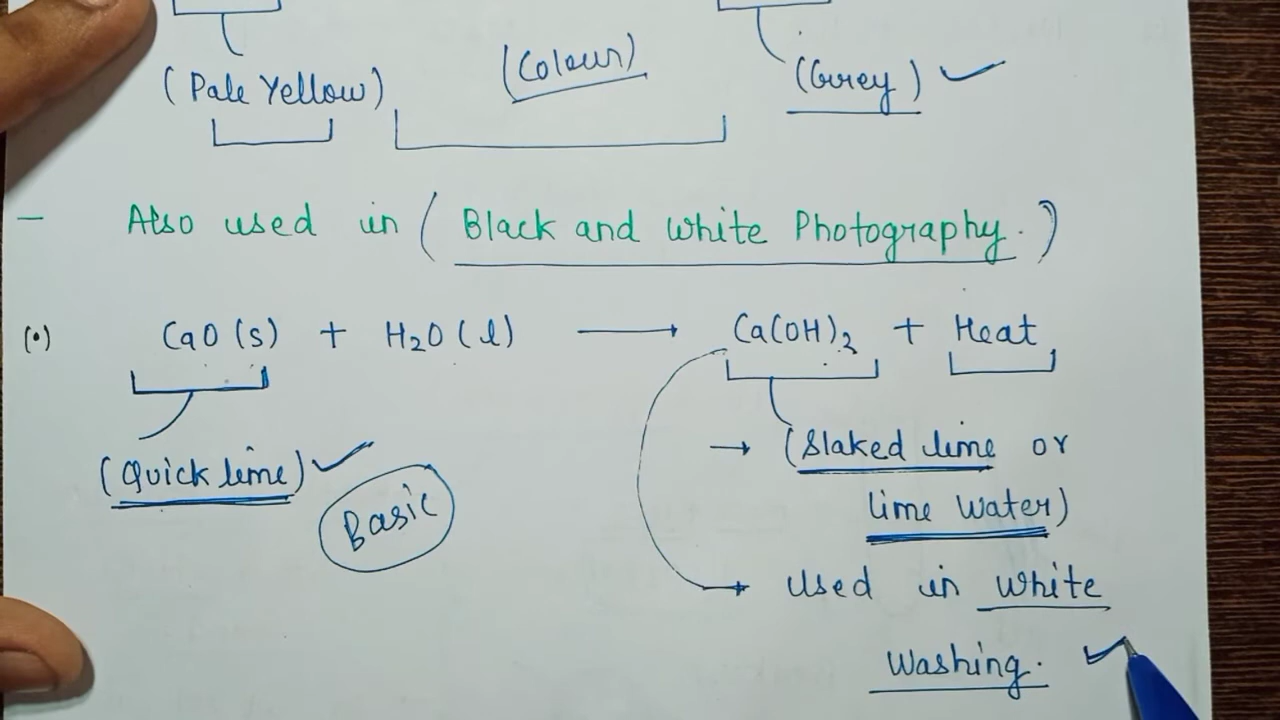 (Pale Yellow) (Colour) (Grey) ✓
— Also used in (Black and White Photography.)
(•) CaO(s) + H₂O(l) ⟶ Ca(OH)₂ + Heat
→ (Slaked lime or
(Quick lime) ✓ lime water)
Basic
→ Used in white
washing. ✓